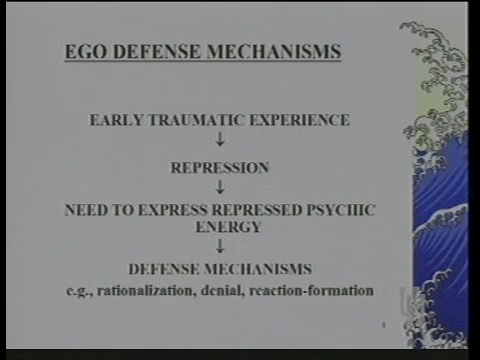 EGO DEFENSE MECHANISMS
EARLY TRAUMATIC EXPERIENCE
↓
REPRESSION
↓
NEED TO EXPRESS REPRESSED PSYCHIC
ENERGY
↓
DEFENSE MECHANISMS
e.g., rationalization, denial, reaction-formation